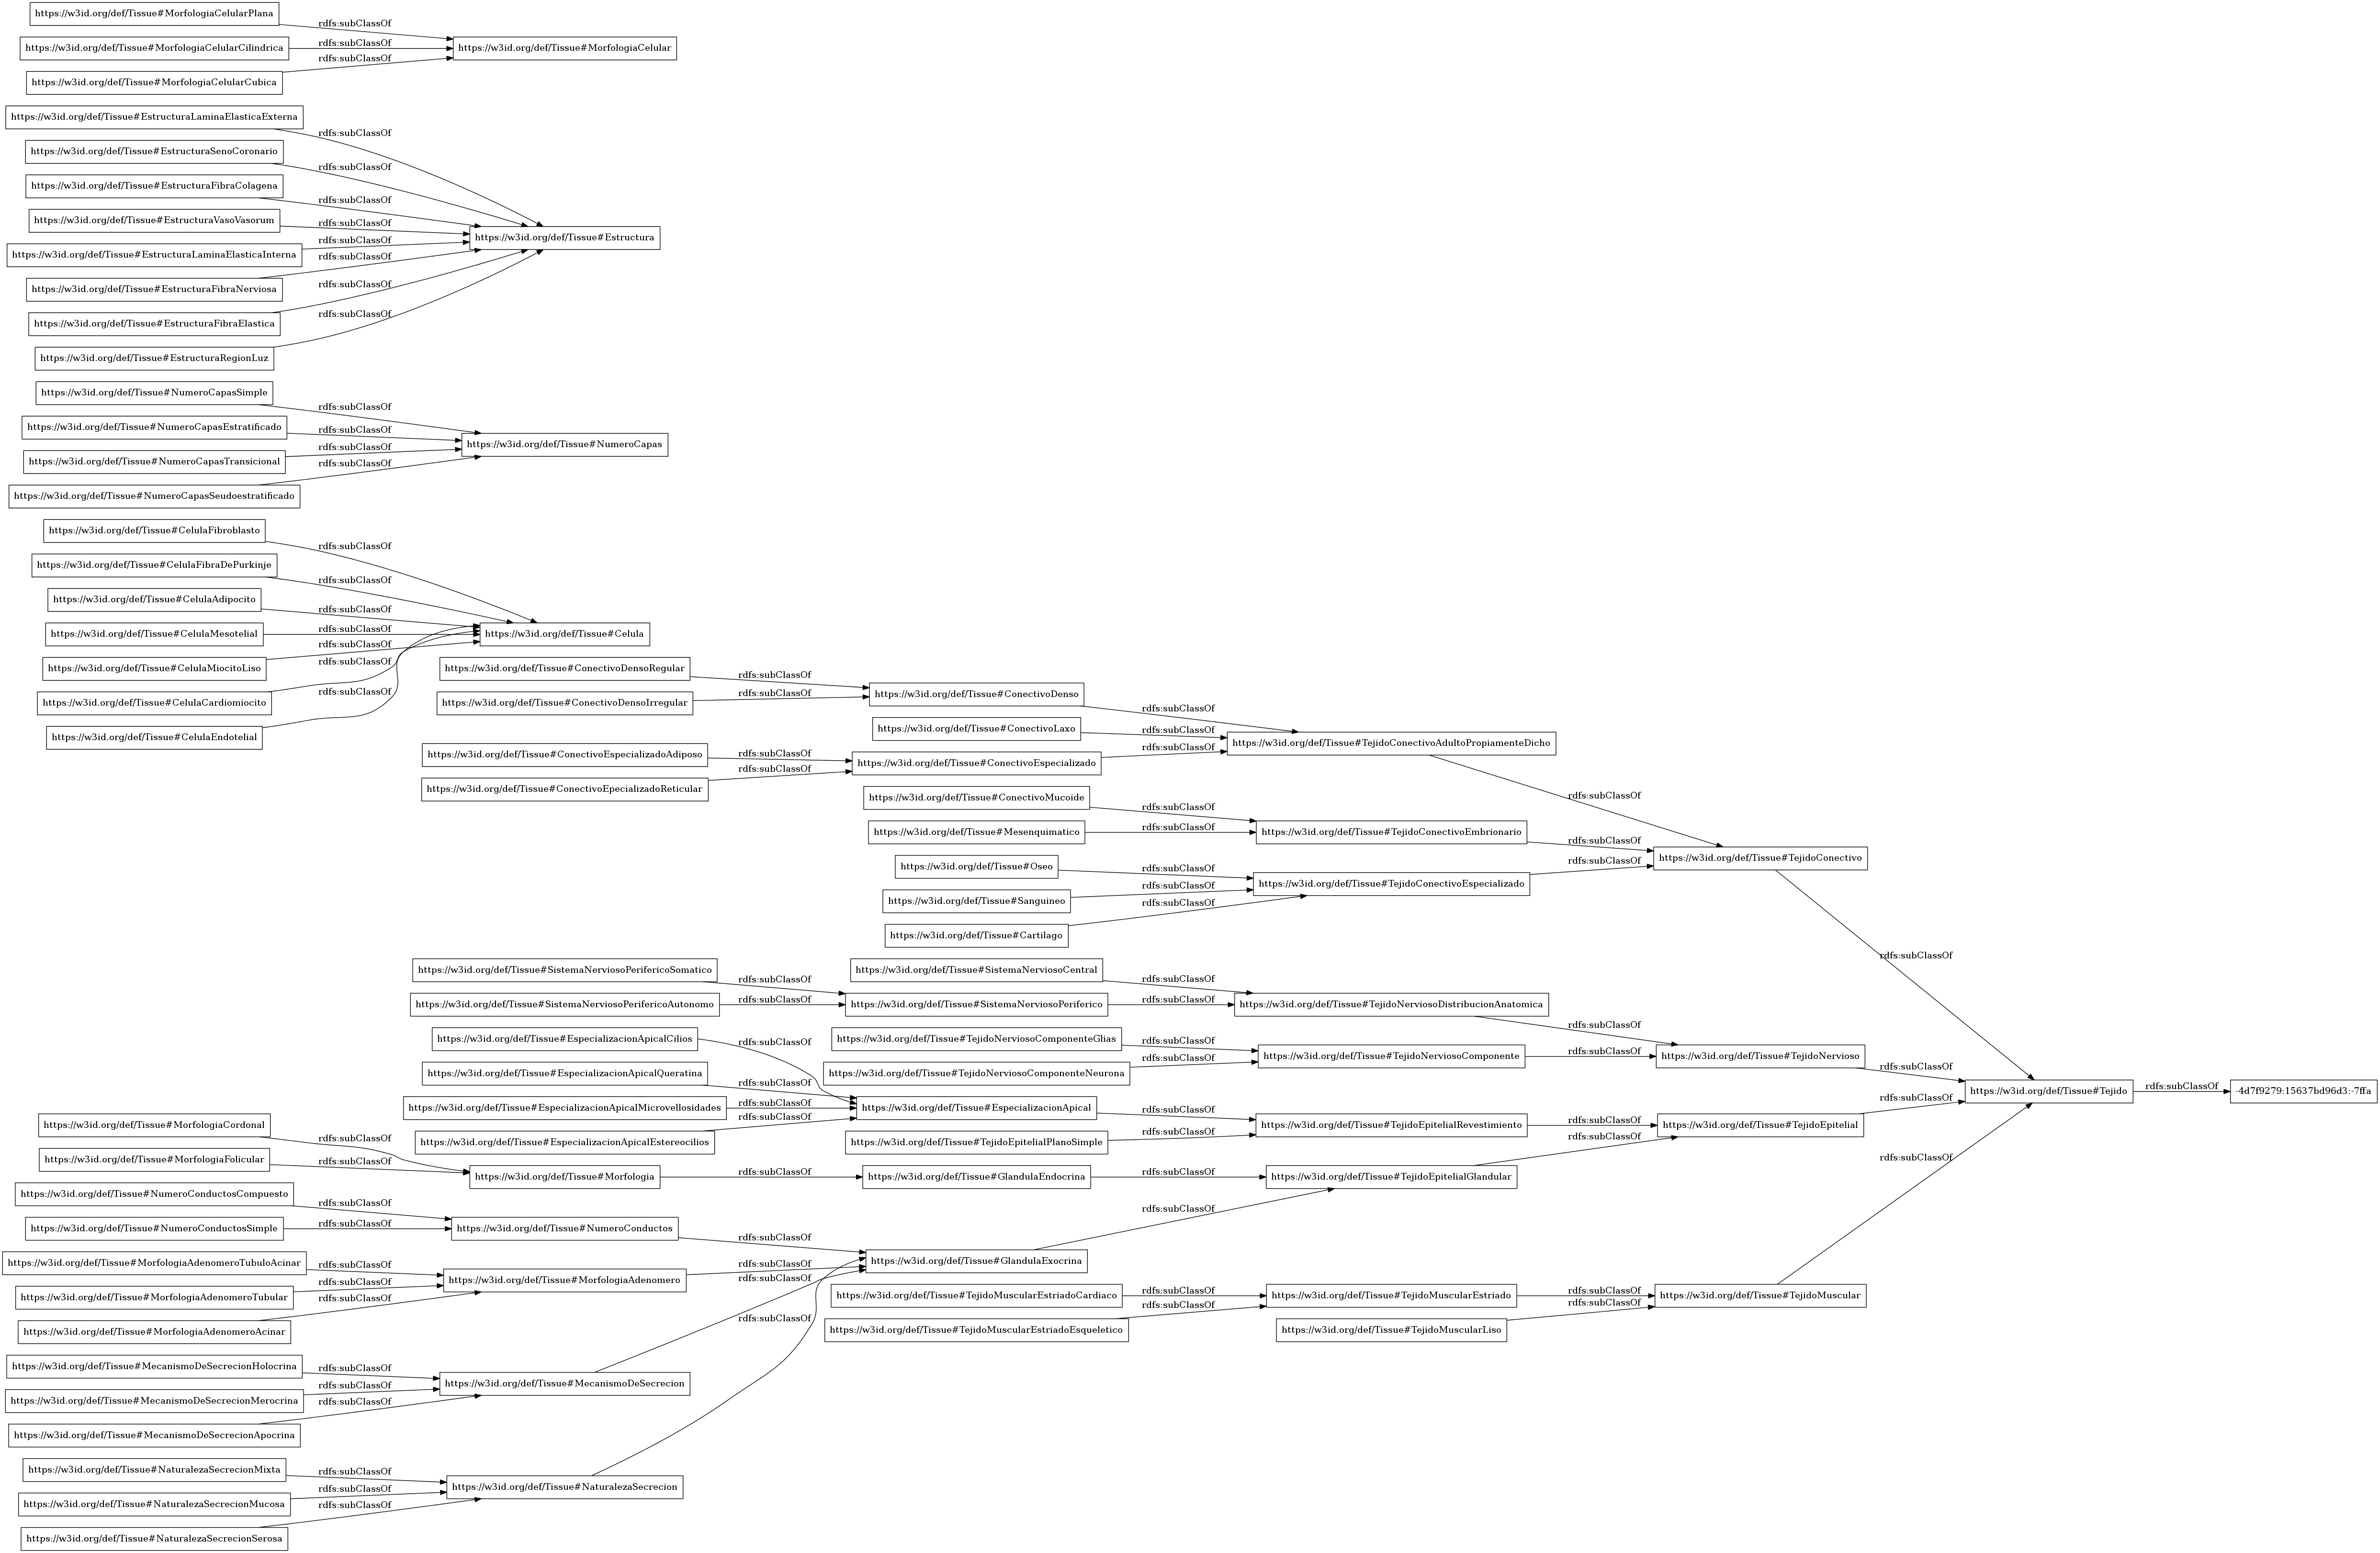 https://w3id.org/def/Tissue#MorfologiaCelularPlana
rdfs:subClassOf
https://w3id.org/def/Tissue#MorfologiaCelularCilindrica
rdfs:subClassOf
https://w3id.org/def/Tissue#MorfologiaCelular
rdfs:subClassOf
https://w3id.org/def/Tissue#MorfologiaCelularCubica
https://w3id.org/def/Tissue#EstructuraLaminaElasticaExterna
rdfs:subClassOf
https://w3id.org/def/Tissue#EstructuraSenoCoronario
rdfs:subClassOf
https://w3id.org/def/Tissue#EstructuraFibraColagena
rdfs:subClassOf
https://w3id.org/def/Tissue#EstructuraVasoVasorum
rdfs:subClassOf
https://w3id.org/def/Tissue#Estructura
rdfs:subClassOf
https://w3id.org/def/Tissue#EstructuraLaminaElasticaInterna
rdfs:subClassOf
https://w3id.org/def/Tissue#EstructuraFibraNerviosa
rdfs:subClassOf
https://w3id.org/def/Tissue#EstructuraFibraElastica
rdfs:subClassOf
https://w3id.org/def/Tissue#EstructuraRegionLuz
https://w3id.org/def/Tissue#NumeroCapasSimple
rdfs:subClassOf
https://w3id.org/def/Tissue#NumeroCapasEstratificado
rdfs:subClassOf
https://w3id.org/def/Tissue#NumeroCapas
rdfs:subClassOf
https://w3id.org/def/Tissue#NumeroCapasTransicional
rdfs:subClassOf
https://w3id.org/def/Tissue#NumeroCapasSeudoestratificado
https://w3id.org/def/Tissue#CelulaFibroblasto
rdfs:subClassOf
https://w3id.org/def/Tissue#CelulaFibraDePurkinje
rdfs:subClassOf
https://w3id.org/def/Tissue#CelulaAdipocito
rdfs:subClassOf
https://w3id.org/def/Tissue#CelulaMesotelial
rdfs:subClassOf
https://w3id.org/def/Tissue#Celula
rdfs:subClassOf
https://w3id.org/def/Tissue#CelulaMiocitoLiso
rdfs:subClassOf
https://w3id.org/def/Tissue#CelulaCardiomiocito
rdfs:subClassOf
https://w3id.org/def/Tissue#CelulaEndotelial
https://w3id.org/def/Tissue#ConectivoDensoRegular
rdfs:subClassOf
https://w3id.org/def/Tissue#ConectivoDenso
https://w3id.org/def/Tissue#ConectivoDensoIrregular
rdfs:subClassOf
rdfs:subClassOf
https://w3id.org/def/Tissue#ConectivoLaxo
rdfs:subClassOf
https://w3id.org/def/Tissue#TejidoConectivoAdultoPropiamenteDicho
rdfs:subClassOf
https://w3id.org/def/Tissue#ConectivoEspecializadoAdiposo
rdfs:subClassOf
https://w3id.org/def/Tissue#ConectivoEspecializado
rdfs:subClassOf
https://w3id.org/def/Tissue#ConectivoEpecializadoReticular
rdfs:subClassOf
https://w3id.org/def/Tissue#ConectivoMucoide
rdfs:subClassOf
https://w3id.org/def/Tissue#Mesenquimatico
rdfs:subClassOf
https://w3id.org/def/Tissue#TejidoConectivoEmbrionario
rdfs:subClassOf
https://w3id.org/def/Tissue#TejidoConectivo
https://w3id.org/def/Tissue#Oseo
rdfs:subClassOf
rdfs:subClassOf
https://w3id.org/def/Tissue#TejidoConectivoEspecializado
https://w3id.org/def/Tissue#Sanguineo
rdfs:subClassOf
rdfs:subClassOf
https://w3id.org/def/Tissue#Cartilago
rdfs:subClassOf
https://w3id.org/def/Tissue#SistemaNerviosoPerifericoSomatico
rdfs:subClassOf
https://w3id.org/def/Tissue#SistemaNerviosoCentral
rdfs:subClassOf
https://w3id.org/def/Tissue#SistemaNerviosoPerifericoAutonomo
rdfs:subClassOf
https://w3id.org/def/Tissue#SistemaNerviosoPeriferico
rdfs:subClassOf
https://w3id.org/def/Tissue#TejidoNerviosoDistribucionAnatomica
rdfs:subClassOf
https://w3id.org/def/Tissue#EspecializacionApicalCilios
rdfs:subClassOf
https://w3id.org/def/Tissue#TejidoNerviosoComponenteGlias
rdfs:subClassOf
https://w3id.org/def/Tissue#TejidoNerviosoComponente
rdfs:subClassOf
https://w3id.org/def/Tissue#TejidoNervioso
rdfs:subClassOf
https://w3id.org/def/Tissue#EspecializacionApicalQueratina
rdfs:subClassOf
https://w3id.org/def/Tissue#TejidoNerviosoComponenteNeurona
rdfs:subClassOf
https://w3id.org/def/Tissue#Tejido
rdfs:subClassOf
-4d7f9279:15637bd96d3:-7ffa
https://w3id.org/def/Tissue#EspecializacionApicalMicrovellosidades
rdfs:subClassOf
https://w3id.org/def/Tissue#EspecializacionApical
rdfs:subClassOf
rdfs:subClassOf
https://w3id.org/def/Tissue#EspecializacionApicalEstereocilios
rdfs:subClassOf
https://w3id.org/def/Tissue#TejidoEpitelialPlanoSimple
rdfs:subClassOf
https://w3id.org/def/Tissue#TejidoEpitelialRevestimiento
rdfs:subClassOf
https://w3id.org/def/Tissue#TejidoEpitelial
https://w3id.org/def/Tissue#MorfologiaCordonal
rdfs:subClassOf
https://w3id.org/def/Tissue#MorfologiaFolicular
rdfs:subClassOf
https://w3id.org/def/Tissue#Morfologia
rdfs:subClassOf
https://w3id.org/def/Tissue#GlandulaEndocrina
rdfs:subClassOf
https://w3id.org/def/Tissue#TejidoEpitelialGlandular
rdfs:subClassOf
rdfs:subClassOf
https://w3id.org/def/Tissue#NumeroConductosCompuesto
rdfs:subClassOf
https://w3id.org/def/Tissue#NumeroConductosSimple
rdfs:subClassOf
https://w3id.org/def/Tissue#NumeroConductos
rdfs:subClassOf
rdfs:subClassOf
https://w3id.org/def/Tissue#GlandulaExocrina
https://w3id.org/def/Tissue#MorfologiaAdenomeroTubuloAcinar
rdfs:subClassOf
https://w3id.org/def/Tissue#MorfologiaAdenomero
rdfs:subClassOf
https://w3id.org/def/Tissue#MorfologiaAdenomeroTubular
rdfs:subClassOf
rdfs:subClassOf
https://w3id.org/def/Tissue#MorfologiaAdenomeroAcinar
rdfs:subClassOf
rdfs:subClassOf
https://w3id.org/def/Tissue#TejidoMuscularEstriadoCardiaco
rdfs:subClassOf
https://w3id.org/def/Tissue#TejidoMuscularEstriado
rdfs:subClassOf
https://w3id.org/def/Tissue#TejidoMuscular
https://w3id.org/def/Tissue#TejidoMuscularEstriadoEsqueletico
rdfs:subClassOf
https://w3id.org/def/Tissue#TejidoMuscularLiso
rdfs:subClassOf
https://w3id.org/def/Tissue#MecanismoDeSecrecionHolocrina
rdfs:subClassOf
https://w3id.org/def/Tissue#MecanismoDeSecrecion
https://w3id.org/def/Tissue#MecanismoDeSecrecionMerocrina
rdfs:subClassOf
rdfs:subClassOf
https://w3id.org/def/Tissue#MecanismoDeSecrecionApocrina
https://w3id.org/def/Tissue#NaturalezaSecrecionMixta
rdfs:subClassOf
https://w3id.org/def/Tissue#NaturalezaSecrecion
https://w3id.org/def/Tissue#NaturalezaSecrecionMucosa
rdfs:subClassOf
rdfs:subClassOf
https://w3id.org/def/Tissue#NaturalezaSecrecionSerosa